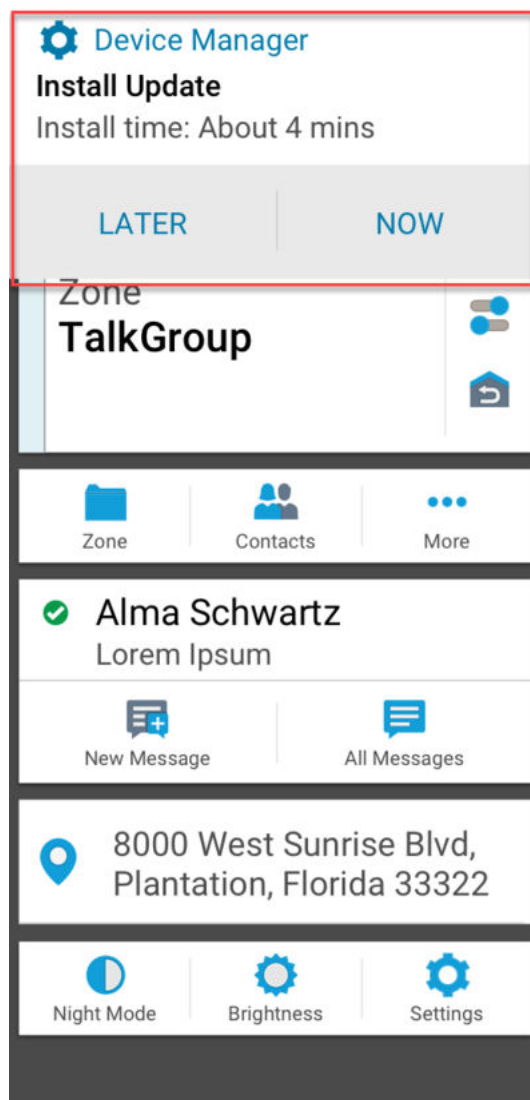 Device Manager
Install Update
Install time: About 4 mins
LATER
NOW
Zone
TalkGroup
Zone
Contacts
More
Alma Schwartz
Lorem Ipsum
New Message
All Messages
8000 West Sunrise Blvd,
Plantation, Florida 33322
Night Mode
Brightness
Settings